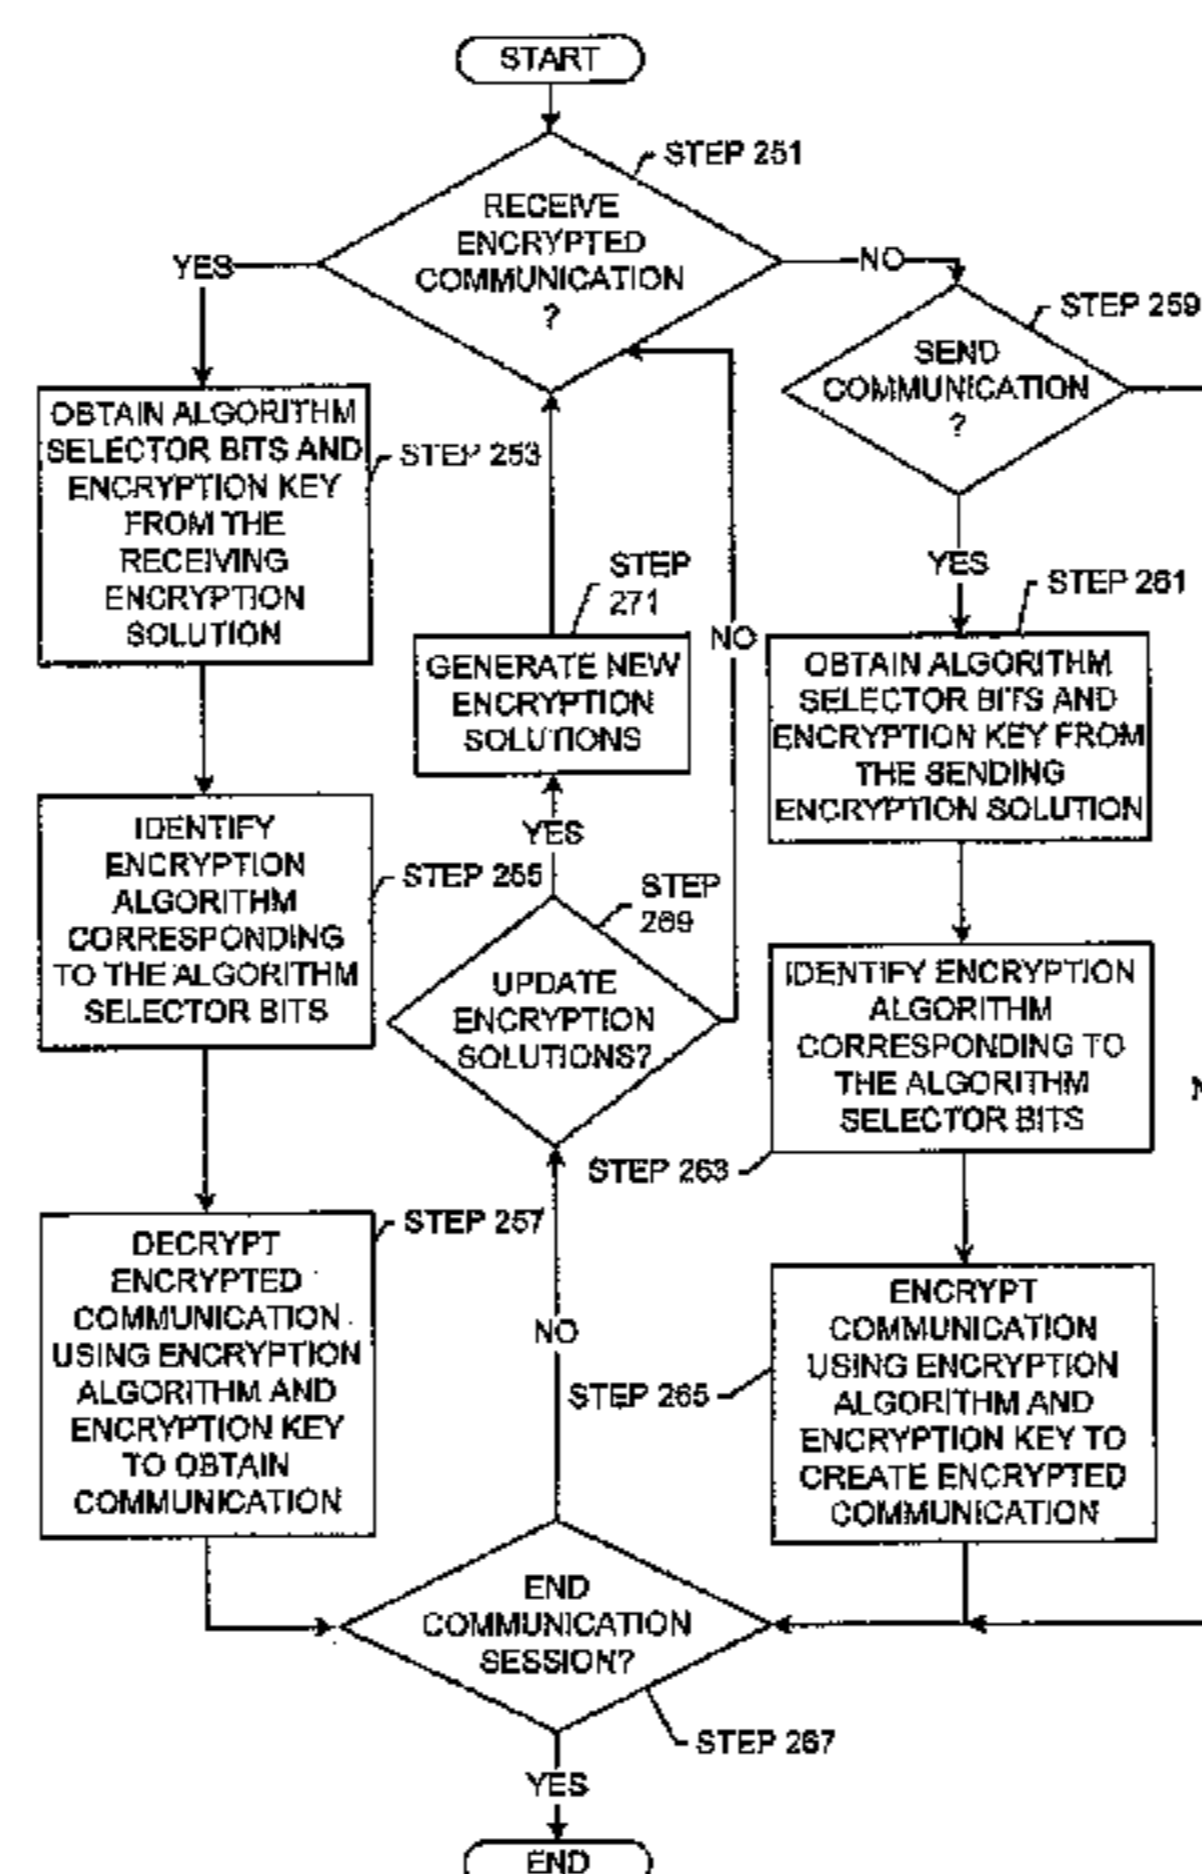 START
STEP 251
RECEIVE
ENCRYPTED
COMMUNICATION
?
YES
NO
STEP 259
SEND
COMMUNICATION
?
OBTAIN ALGORITHM
SELECTOR BITS AND
ENCRYPTION KEY
FROM THE
RECEIVING
ENCRYPTION
SOLUTION
STEP 253
YES
STEP 261
STEP
271
GENERATE NEW
ENCRYPTION
SOLUTIONS
NO
OBTAIN ALGORITHM
SELECTOR BITS AND
ENCRYPTION KEY FROM
THE SENDING
ENCRYPTION SOLUTION
YES
IDENTIFY
ENCRYPTION
ALGORITHM
CORRESPONDING
TO THE ALGORITHM
SELECTOR BITS
STEP 255
STEP
269
UPDATE
ENCRYPTION
SOLUTIONS?
IDENTIFY ENCRYPTION
ALGORITHM
CORRESPONDING TO
THE ALGORITHM
SELECTOR BITS
STEP 263
STEP 257
DECRYPT
ENCRYPTED
COMMUNICATION
USING ENCRYPTION
ALGORITHM AND
ENCRYPTION KEY
TO OBTAIN
COMMUNICATION
NO
STEP 265
ENCRYPT
COMMUNICATION
USING ENCRYPTION
ALGORITHM AND
ENCRYPTION KEY TO
CREATE ENCRYPTED
COMMUNICATION
END
COMMUNICATION
SESSION?
STEP 267
YES
END